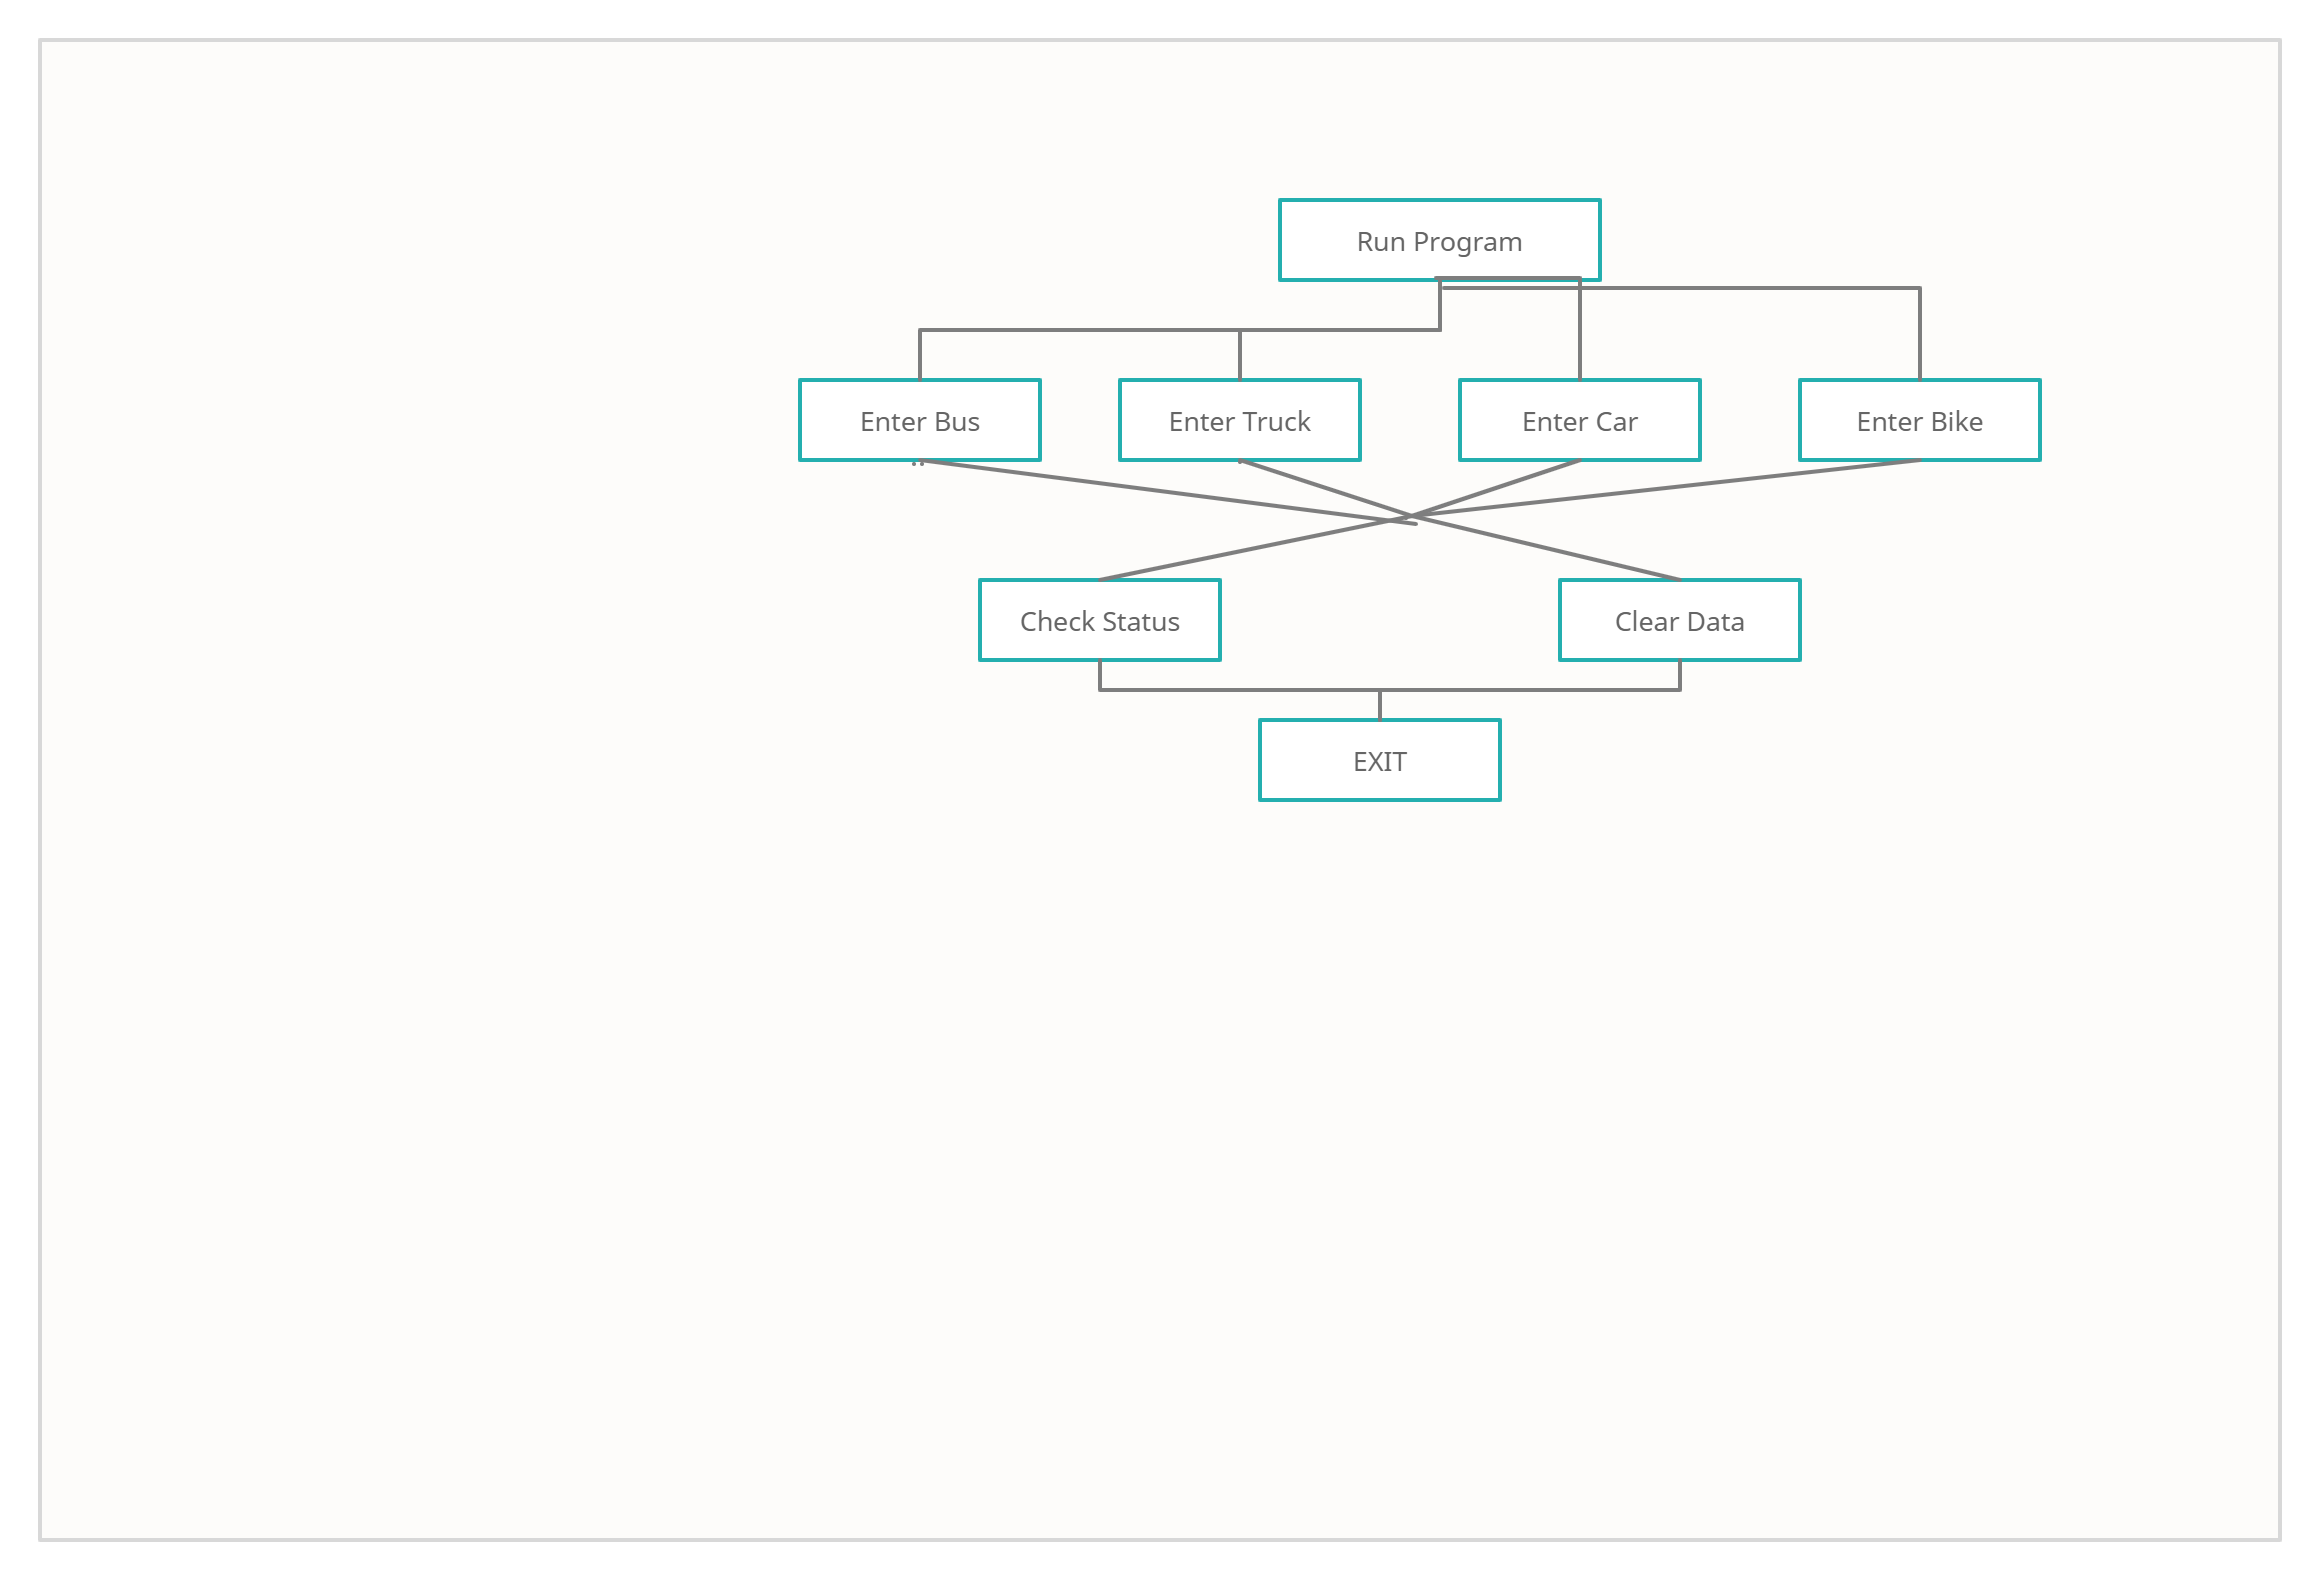 Run Program
Enter Bus
Enter Truck
Enter Car
Enter Bike
Check Status
Clear Data
EXIT